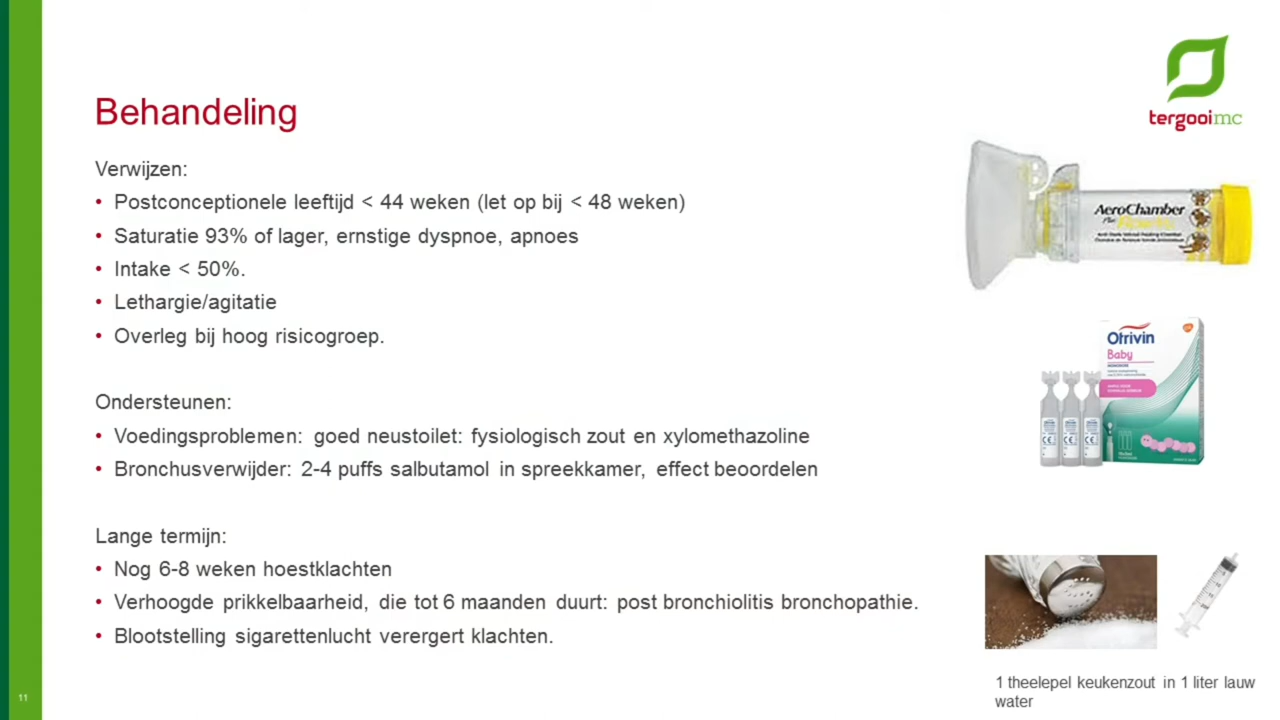 tergooimc
Behandeling
Verwijzen:
• Postconceptionele leeftijd < 44 weken (let op bij < 48 weken)
• Saturatie 93% of lager, ernstige dyspnoe, apnoes
• Intake < 50%.
• Lethargie/agitatie
• Overleg bij hoog risicogroep.
Ondersteunen:
• Voedingsproblemen: goed neustoilet: fysiologisch zout en xylomethazoline
• Bronchusverwijder: 2-4 puffs salbutamol in spreekkamer, effect beoordelen
Lange termijn:
• Nog 6-8 weken hoestklachten
• Verhoogde prikkelbaarheid, die tot 6 maanden duurt: post bronchiolitis bronchopathie.
• Blootstelling sigarettenlucht verergert klachten.
AeroChamber
Plus
Otrivin
Baby
1 theelepel keukenzout in 1 liter lauw
water
11